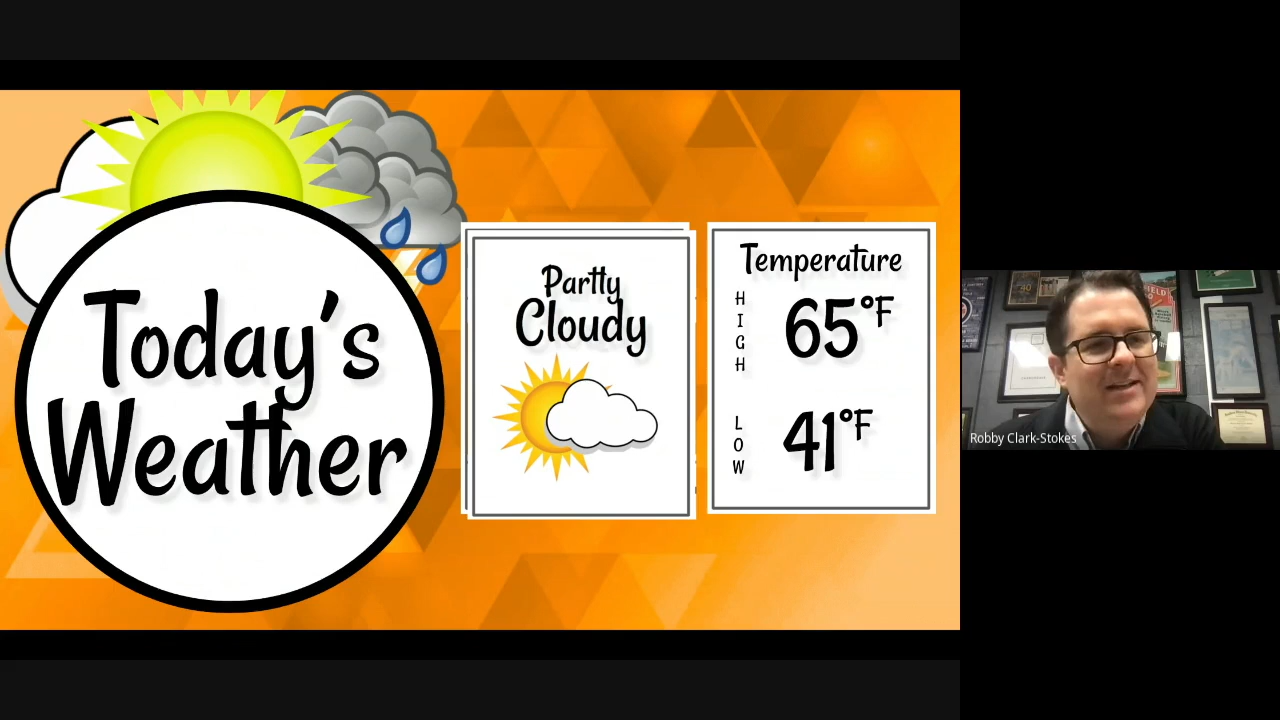 Today's
Weather
Partly
Cloudy
Temperature
HIGH
65°F
LOW
41°F
Robby Clark-Stokes